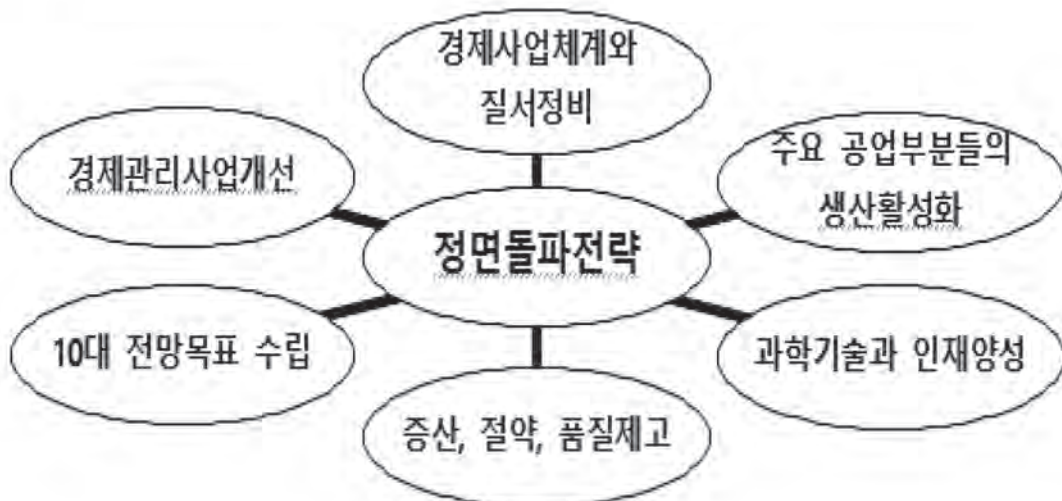 경제사업체계와
질서정비
경제관리사업개선
주요 공업부분들의
생산활성화
정면돌파전략
10대 전망목표 수립
과학기술과 인재양성
증산, 절약, 품질제고